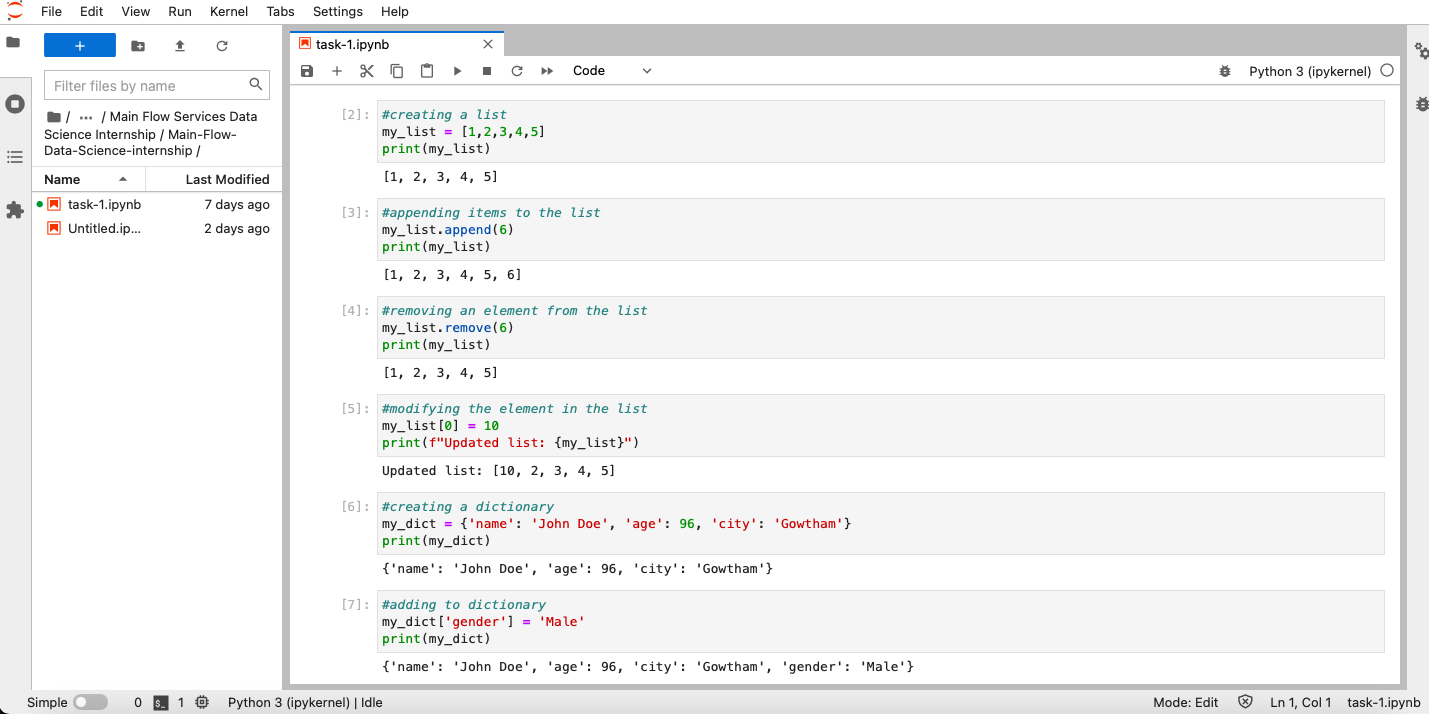 File Edit View Run Kernel Tabs Settings Help
+
Filter files by name
/ ... / Main Flow Services Data
Science Internship / Main-Flow-
Data-Science-internship /
Name Last Modified
task-1.ipynb 7 days ago
Untitled.ip... 2 days ago
task-1.ipynb
Code
Python 3 (ipykernel)
[2]: #creating a list
my_list = [1,2,3,4,5]
print(my_list)
[1, 2, 3, 4, 5]
[3]: #appending items to the list
my_list.append(6)
print(my_list)
[1, 2, 3, 4, 5, 6]
[4]: #removing an element from the list
my_list.remove(6)
print(my_list)
[1, 2, 3, 4, 5]
[5]: #modifying the element in the list
my_list[0] = 10
print(f"Updated list: {my_list}")
Updated list: [10, 2, 3, 4, 5]
[6]: #creating a dictionary
my_dict = {'name': 'John Doe', 'age': 96, 'city': 'Gowtham'}
print(my_dict)
{'name': 'John Doe', 'age': 96, 'city': 'Gowtham'}
[7]: #adding to dictionary
my_dict['gender'] = 'Male'
print(my_dict)
{'name': 'John Doe', 'age': 96, 'city': 'Gowtham', 'gender': 'Male'}
Simple 0 $_ 1 Python 3 (ipykernel) | Idle Mode: Edit Ln 1, Col 1 task-1.ipynb